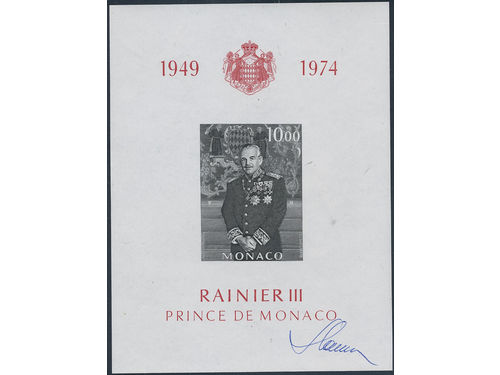 1949 1974
10.00
MONACO
RAINIER III
PRINCE DE MONACO